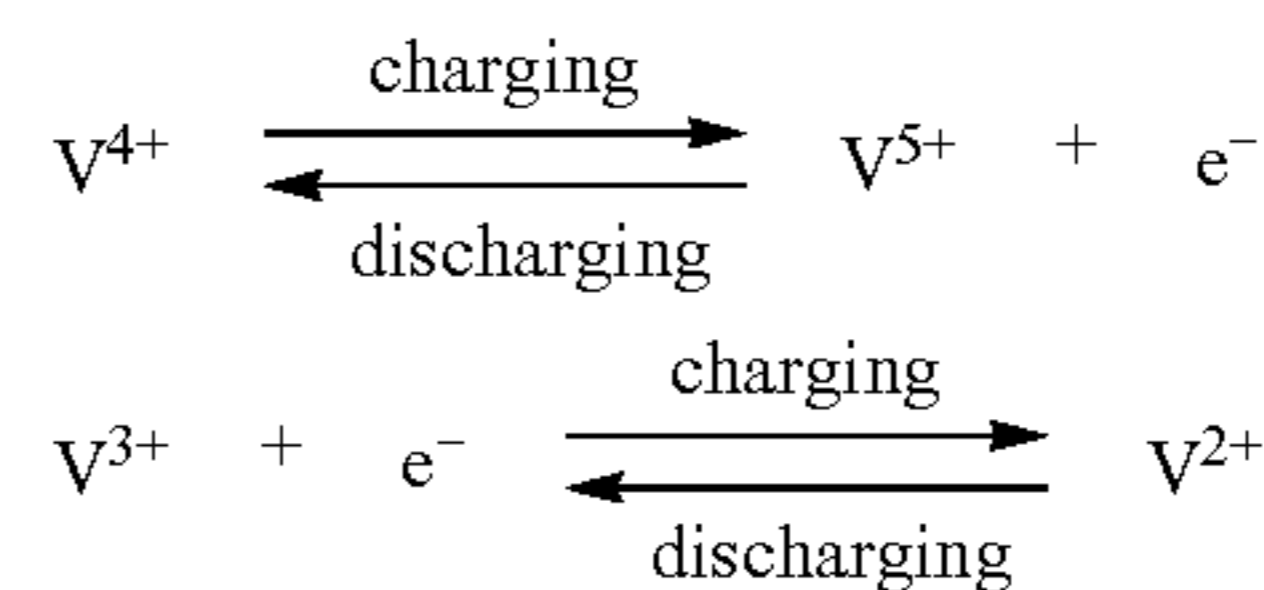 charging
V⁴⁺ V⁵⁺ + e⁻
discharging
charging
V³⁺ + e⁻ V²⁺
discharging